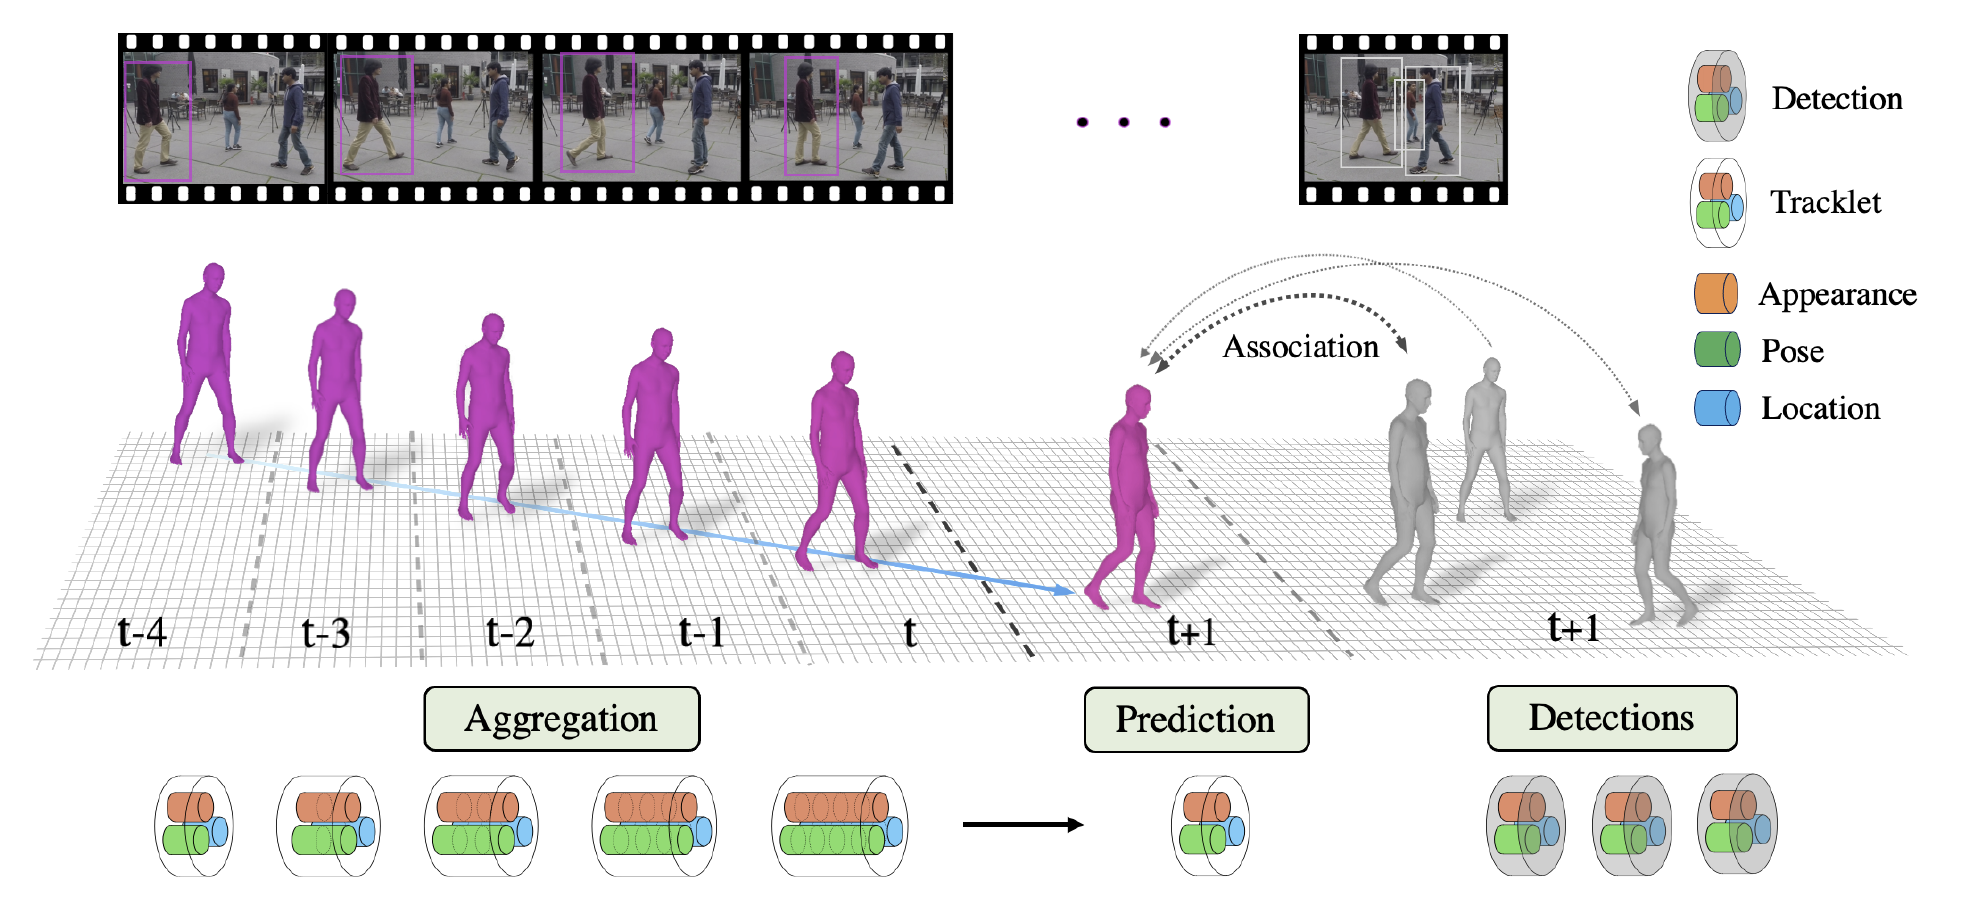 Detection
Tracklet
Appearance
Pose
Location
Association
t-4
t-3
t-2
t-1
t
t+1
t+1
Aggregation
Prediction
Detections